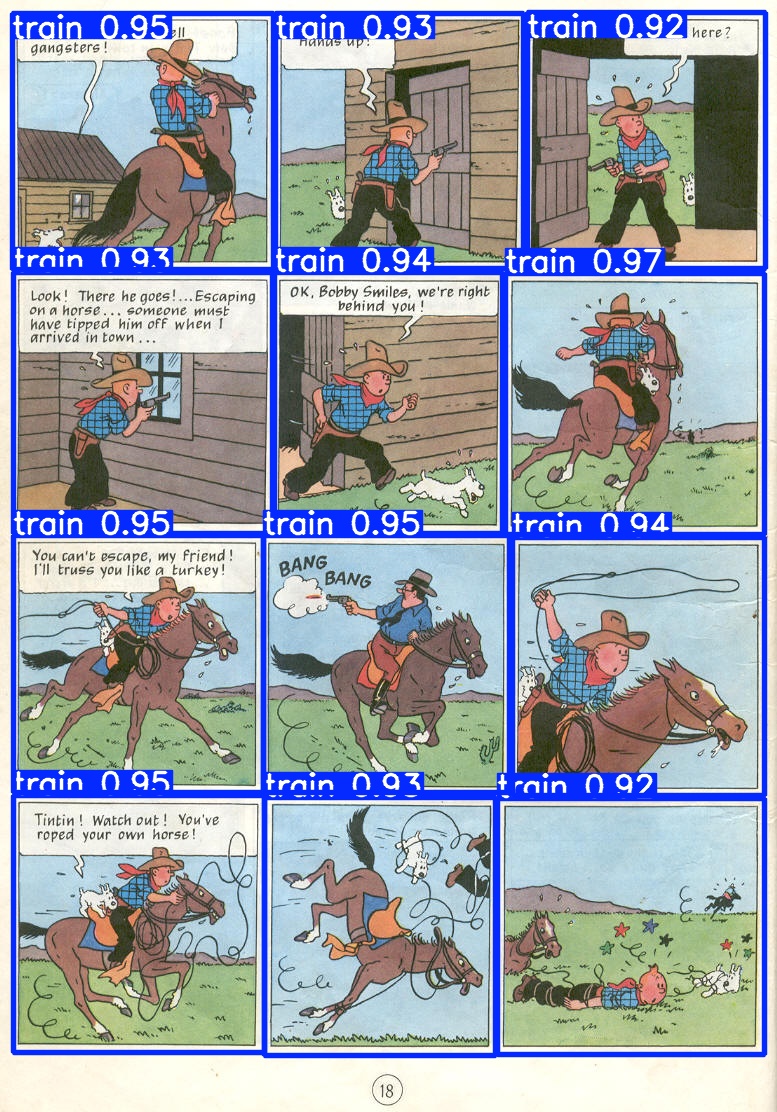 train 0.95
train 0.93
train 0.92
ell
gangsters!
Hands up!
here?
train 0.93
train 0.94
train 0.97
Look! There he goes!...Escaping
on a horse... someone must
have tipped him off when I
arrived in town...
OK, Bobby Smiles, we're right
behind you!
train 0.95
train 0.95
train 0.94
You can't escape, my friend!
I'll truss you like a turkey!
BANG
BANG
train 0.95
train 0.93
train 0.92
Tintin! Watch out! You've
roped your own horse!
18